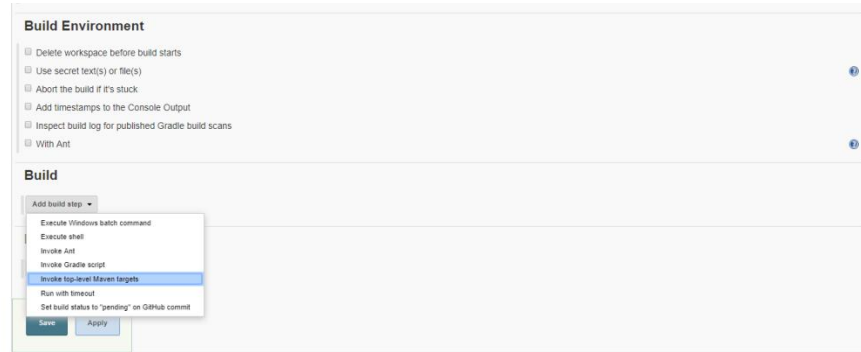 Build Environment
Delete workspace before build starts
Use secret text(s) or file(s)
Abort the build if it's stuck
Add timestamps to the Console Output
Inspect build log for published Gradle build scans
With Ant
Build
Add build step
Execute Windows batch command
Execute shell
Invoke Ant
Invoke Gradle script
Invoke top-level Maven targets
Run with timeout
Set build status to "pending" on GitHub commit
Save Apply